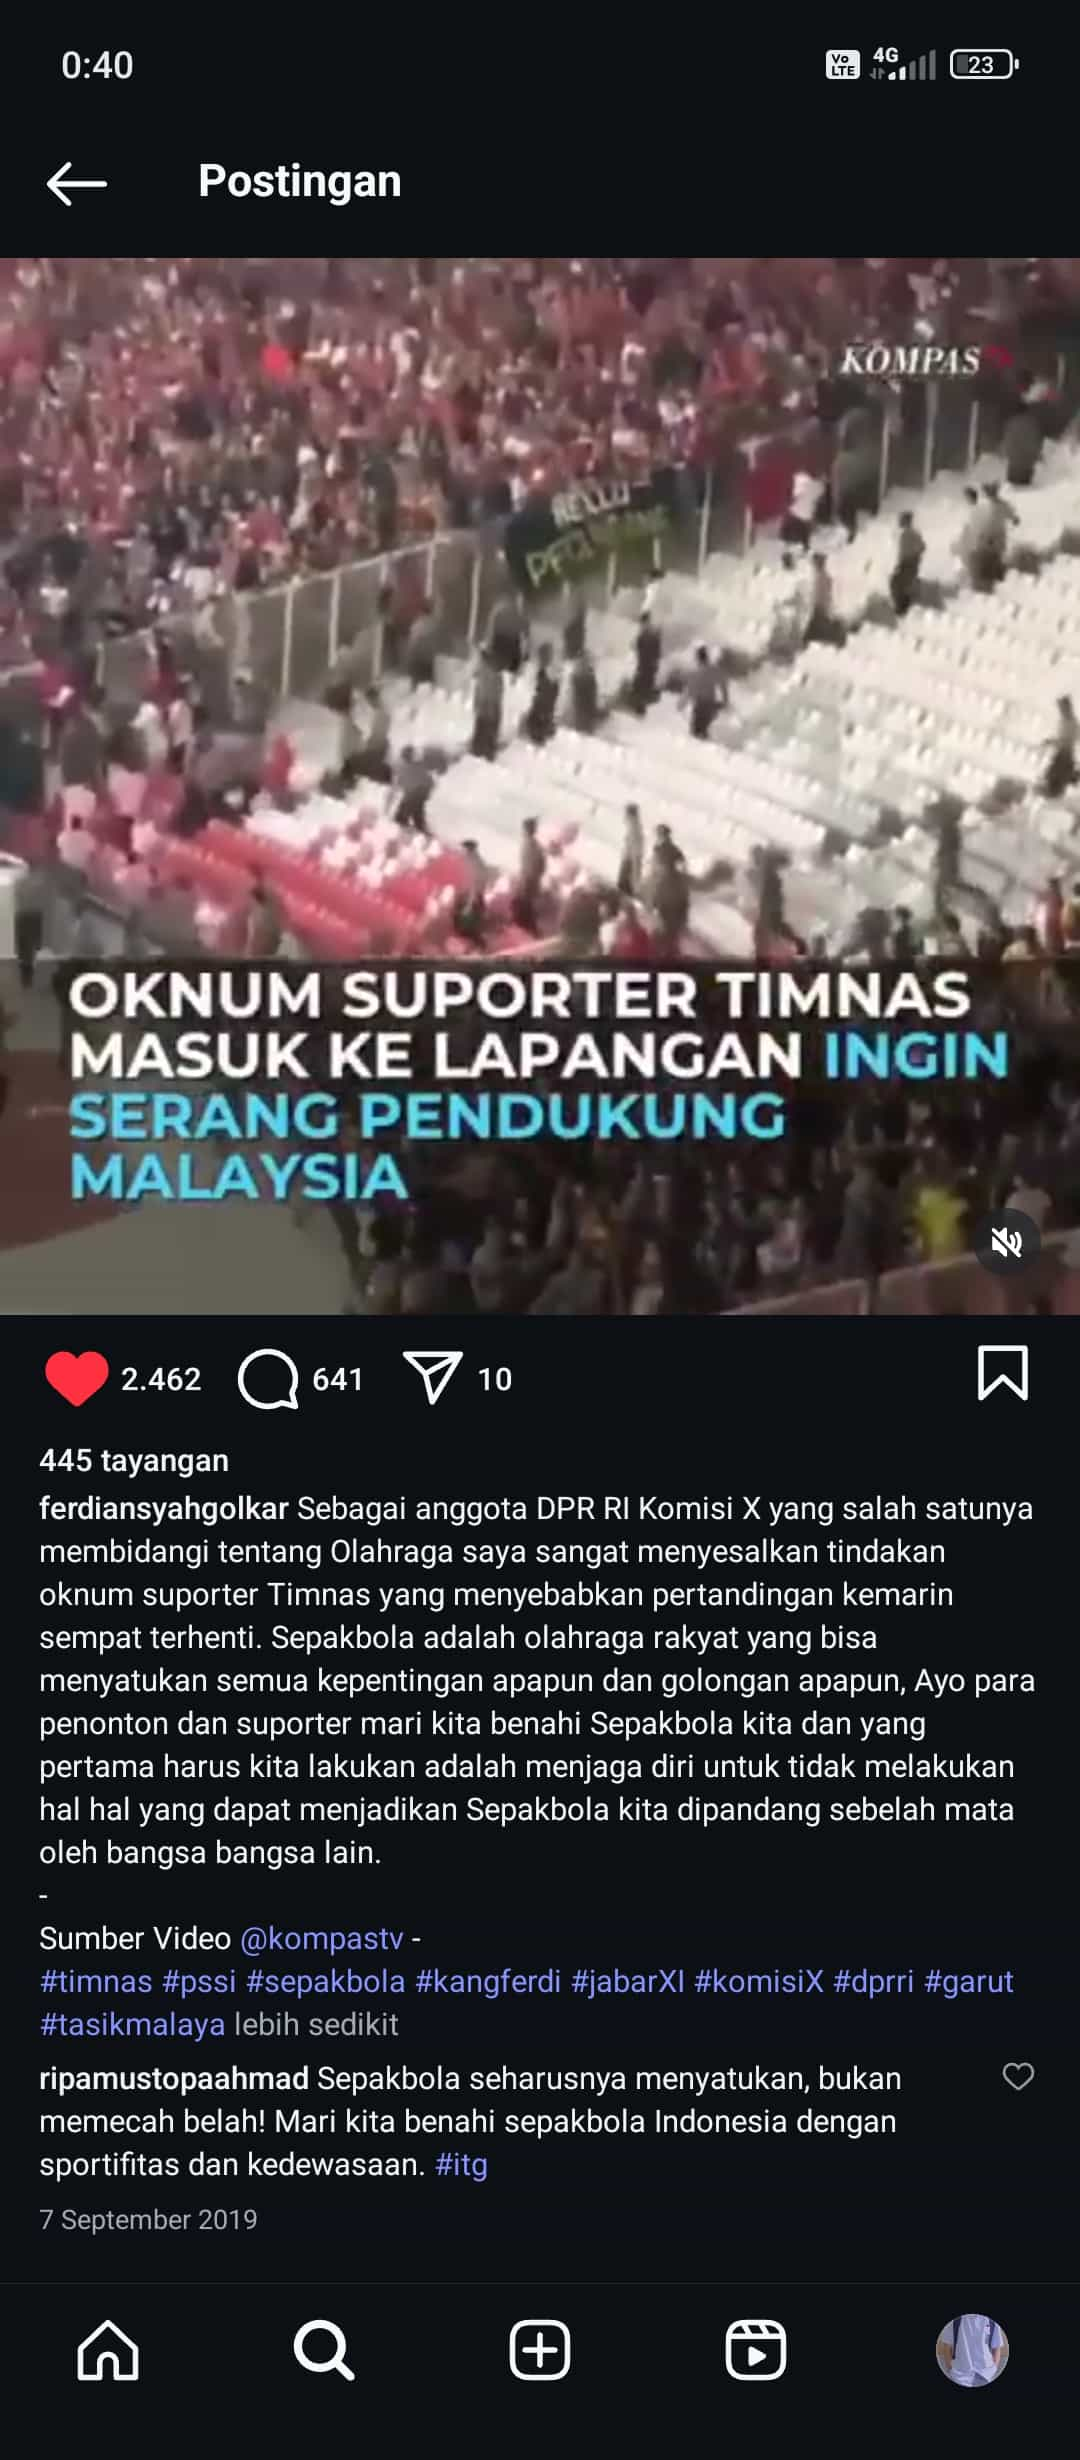 0:40
Vo LTE 4G 23
Postingan
KOMPAS
OKNUM SUPORTER TIMNAS
MASUK KE LAPANGAN INGIN
SERANG PENDUKUNG
MALAYSIA
2.462 641 10
445 tayangan
ferdiansyahgolkar Sebagai anggota DPR RI Komisi X yang salah satunya
membidangi tentang Olahraga saya sangat menyesalkan tindakan
oknum suporter Timnas yang menyebabkan pertandingan kemarin
sempat terhenti. Sepakbola adalah olahraga rakyat yang bisa
menyatukan semua kepentingan apapun dan golongan apapun, Ayo para
penonton dan suporter mari kita benahi Sepakbola kita dan yang
pertama harus kita lakukan adalah menjaga diri untuk tidak melakukan
hal hal yang dapat menjadikan Sepakbola kita dipandang sebelah mata
oleh bangsa bangsa lain.
-
Sumber Video @kompastv -
#timnas #pssi #sepakbola #kangferdi #jabarXI #komisiX #dprri #garut
#tasikmalaya lebih sedikit
ripamustopaahmad Sepakbola seharusnya menyatukan, bukan
memecah belah! Mari kita benahi sepakbola Indonesia dengan
sportifitas dan kedewasaan. #itg
7 September 2019